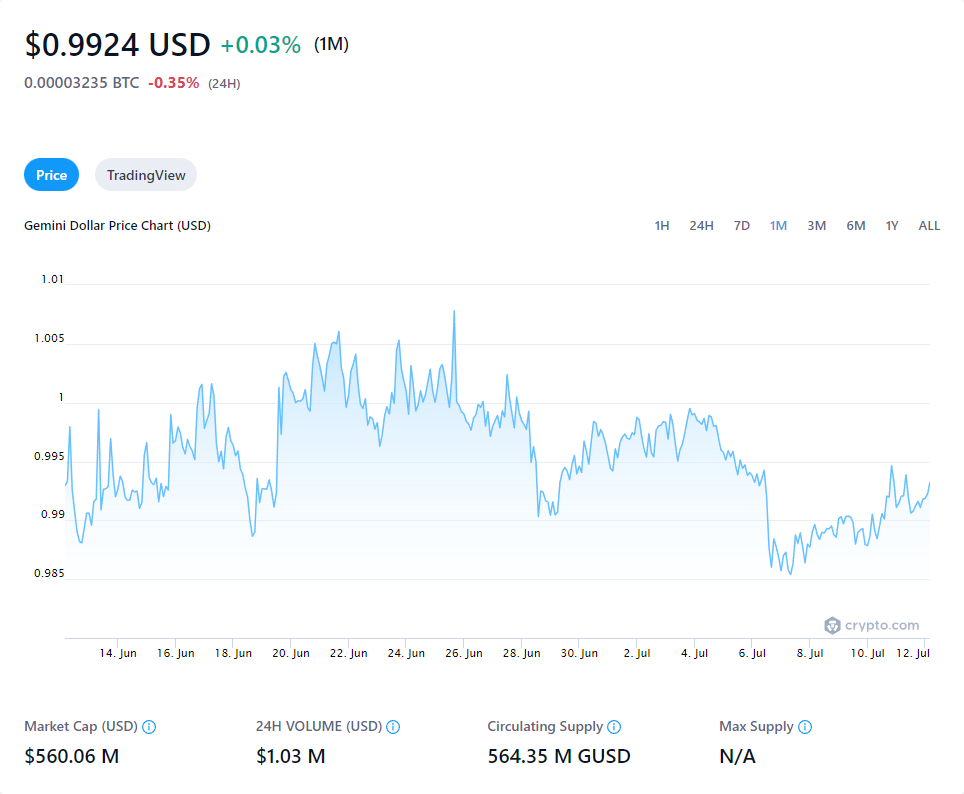 $0.9924 USD +0.03% (1M)
0.00003235 BTC -0.35% (24H)
Price TradingView
Gemini Dollar Price Chart (USD) 1H 24H 7D 1M 3M 6M 1Y ALL
1.01
1.005
1
0.995
0.99
0.985
crypto.com
14. Jun 16. Jun 18. Jun 20. Jun 22. Jun 24. Jun 26. Jun 28. Jun 30. Jun 2. Jul 4. Jul 6. Jul 8. Jul 10. Jul 12. Jul
Market Cap (USD) 24H VOLUME (USD) Circulating Supply Max Supply
$560.06 M $1.03 M 564.35 M GUSD N/A